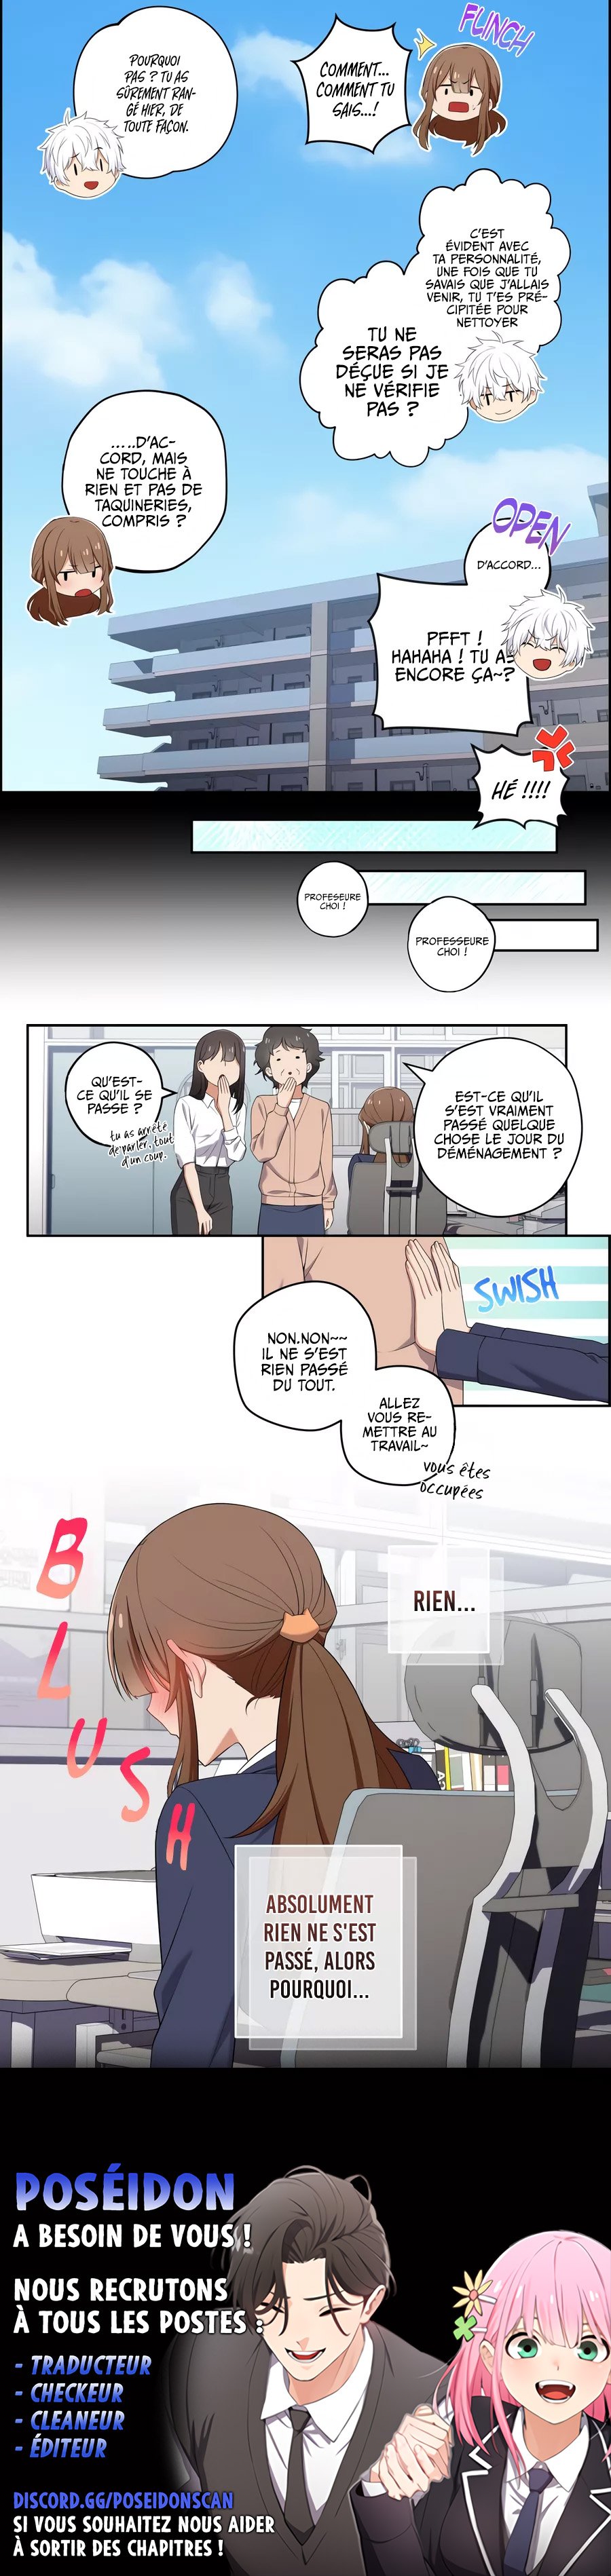 FLINCH
POURQUOI
PAS ? TU AS
SÛREMENT RAN-
GÉ HIER, DE
TOUTE FAÇON.
COMMENT...
COMMENT TU
SAIS...!
C'EST
ÉVIDENT AVEC
TA PERSONNALITÉ,
UNE FOIS QUE TU
SAVAIS QUE J'ALLAIS
VENIR, TU T'ES PRÉ-
CIPITÉE POUR
NETTOYER
TU NE
SERAS PAS
DÉÇUE SI JE
NE VÉRIFIE
PAS ?
.....D'AC-
CORD, MAIS
NE TOUCHE À
RIEN ET PAS DE
TAQUINERIES,
COMPRIS ?
OPEN
D'ACCORD...
PFFT !
HAHAHA ! TU AS
ENCORE ÇA~?
HÉ !!!!
PROFESEURE
CHOI !
PROFESSEURE
CHOI !
QU'EST-
CE QU'IL SE
PASSE ?
tu as arrêté
de parler, tout
d'un coup.
EST-CE QU'IL
S'EST VRAIMENT
PASSÉ QUELQUE
CHOSE LE JOUR DU
DÉMÉNAGEMENT ?
SWISH
NON.NON~~
IL NE S'EST
RIEN PASSÉ
DU TOUT.
ALLEZ
VOUS RE-
METTRE AU
TRAVAIL~
vous êtes
occupées
BLUSH
RIEN...
ABSOLUMENT
RIEN NE S'EST
PASSÉ, ALORS
POURQUOI...
POSÉIDON
A BESOIN DE VOUS !
NOUS RECRUTONS
À TOUS LES POSTES :
- TRADUCTEUR
- CHECKEUR
- CLEANEUR
- ÉDITEUR
DISCORD.GG/POSEIDONSCAN
SI VOUS SOUHAITEZ NOUS AIDER
À SORTIR DES CHAPITRES !